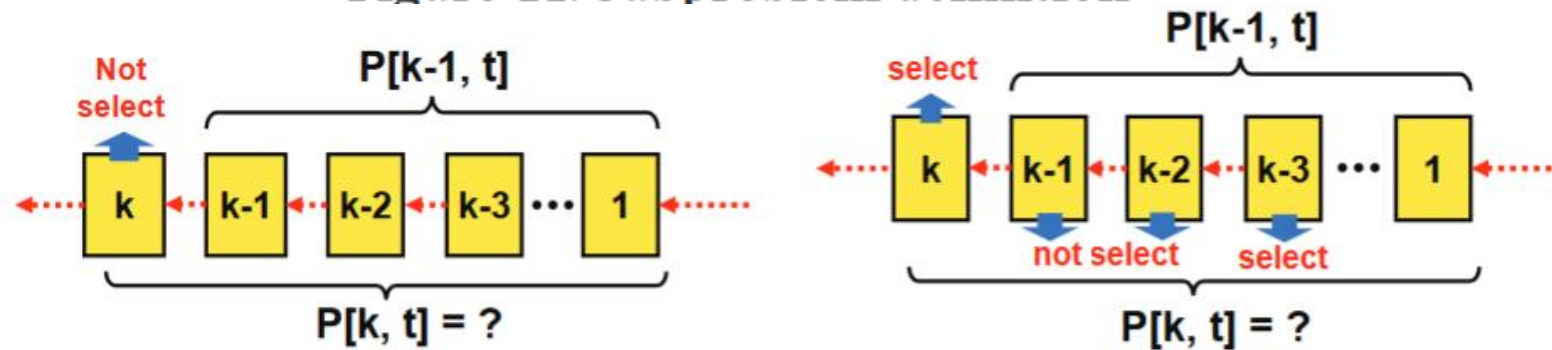 Not
select
P[k-1, t]
k k-1 k-2 k-3 ••• 1
P[k, t] = ?
P[k-1, t]
select
k k-1 k-2 k-3 ••• 1
not select select
P[k, t] = ?